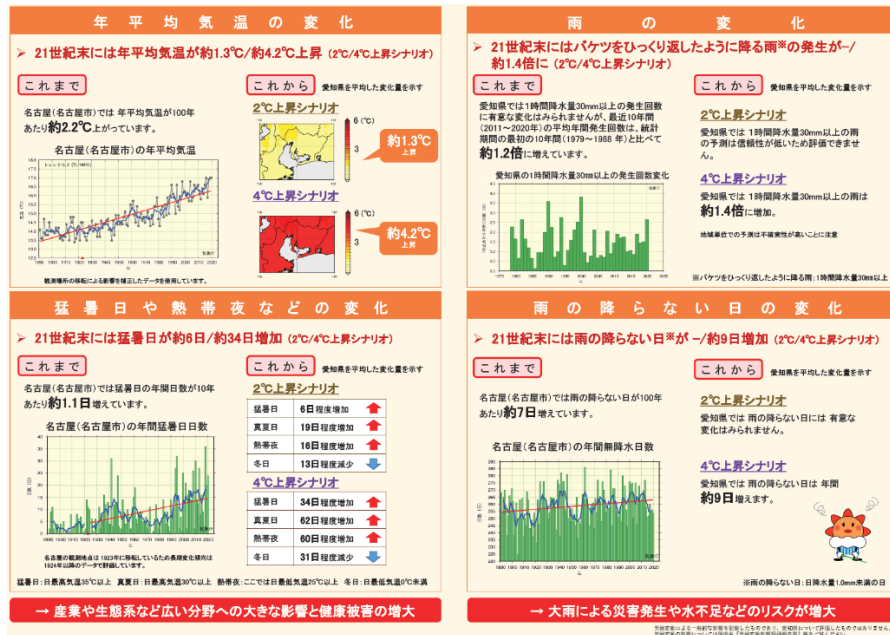 年平均気温の変化
➢ 21世紀末には年平均気温が約1.3℃/約4.2℃上昇 (2℃/4℃上昇シナリオ)
これまで
名古屋(名古屋市)では 年平均気温が100年
あたり約2.2℃上がっています。
名古屋(名古屋市)の年平均気温
観測場所の移転による影響を補正したデータを使用しています。
これから
愛知県を平均した変化量を示す
2℃上昇シナリオ
6 (℃)
3
約1.3℃
上昇
4℃上昇シナリオ
6 (℃)
3
約4.2℃
上昇
雨の変化
➢ 21世紀末にはバケツをひっくり返したように降る雨※の発生が-/
約1.4倍に (2℃/4℃上昇シナリオ)
これまで
愛知県では1時間降水量30mm以上の発生回数
に有意な変化はみられませんが、最近10年間
(2011～2020年)の平均年間発生回数は、統計
期間の最初の10年間(1979～1988 年)と比べて
約1.2倍に増えています。
愛知県の1時間降水量30mm以上の発生回数変化
これから
愛知県を平均した変化量を示す
2℃上昇シナリオ
愛知県では 1時間降水量30mm以上の雨
の予測は信頼性が低いため評価できませ
ん。
4℃上昇シナリオ
愛知県では 1時間降水量30mm以上の雨は
約1.4倍に増加。
地域単位での予測は不確実性が高いことに注意
※バケツをひっくり返したように降る雨:1時間降水量30mm以上
猛暑日や熱帯夜などの変化
➢ 21世紀末には猛暑日が約6日/約34日増加 (2℃/4℃上昇シナリオ)
これまで
名古屋(名古屋市)では猛暑日の年間日数が10年
あたり約1.1日増えています。
名古屋(名古屋市)の年間猛暑日日数
名古屋の観測地点は 1923年に移転しているため長期変化傾向は
1924年以降のデータで評価しています。
これから
愛知県を平均した変化量を示す
2℃上昇シナリオ
猛暑日 6日程度増加
真夏日 19日程度増加
熱帯夜 16日程度増加
冬日 13日程度減少
4℃上昇シナリオ
猛暑日 34日程度増加
真夏日 62日程度増加
熱帯夜 60日程度増加
冬日 31日程度減少
猛暑日:日最高気温35℃以上 真夏日:日最高気温30℃以上 熱帯夜:ここでは日最低気温25℃以上 冬日:日最低気温0℃未満
→ 産業や生態系など広い分野への大きな影響と健康被害の増大
雨の降らない日の変化
➢ 21世紀末には雨の降らない日※が -/約9日増加 (2℃/4℃上昇シナリオ)
これまで
名古屋(名古屋市)では雨の降らない日が100年
あたり約7日増えています。
名古屋(名古屋市)の年間無降水日数
これから
愛知県を平均した変化量を示す
2℃上昇シナリオ
愛知県では 雨の降らない日には 有意な
変化はみられません。
4℃上昇シナリオ
愛知県では 雨の降らない日は 年間
約9日増えます。
※雨の降らない日:日降水量1.0mm未満の日
→ 大雨による災害発生や水不足などのリスクが増大